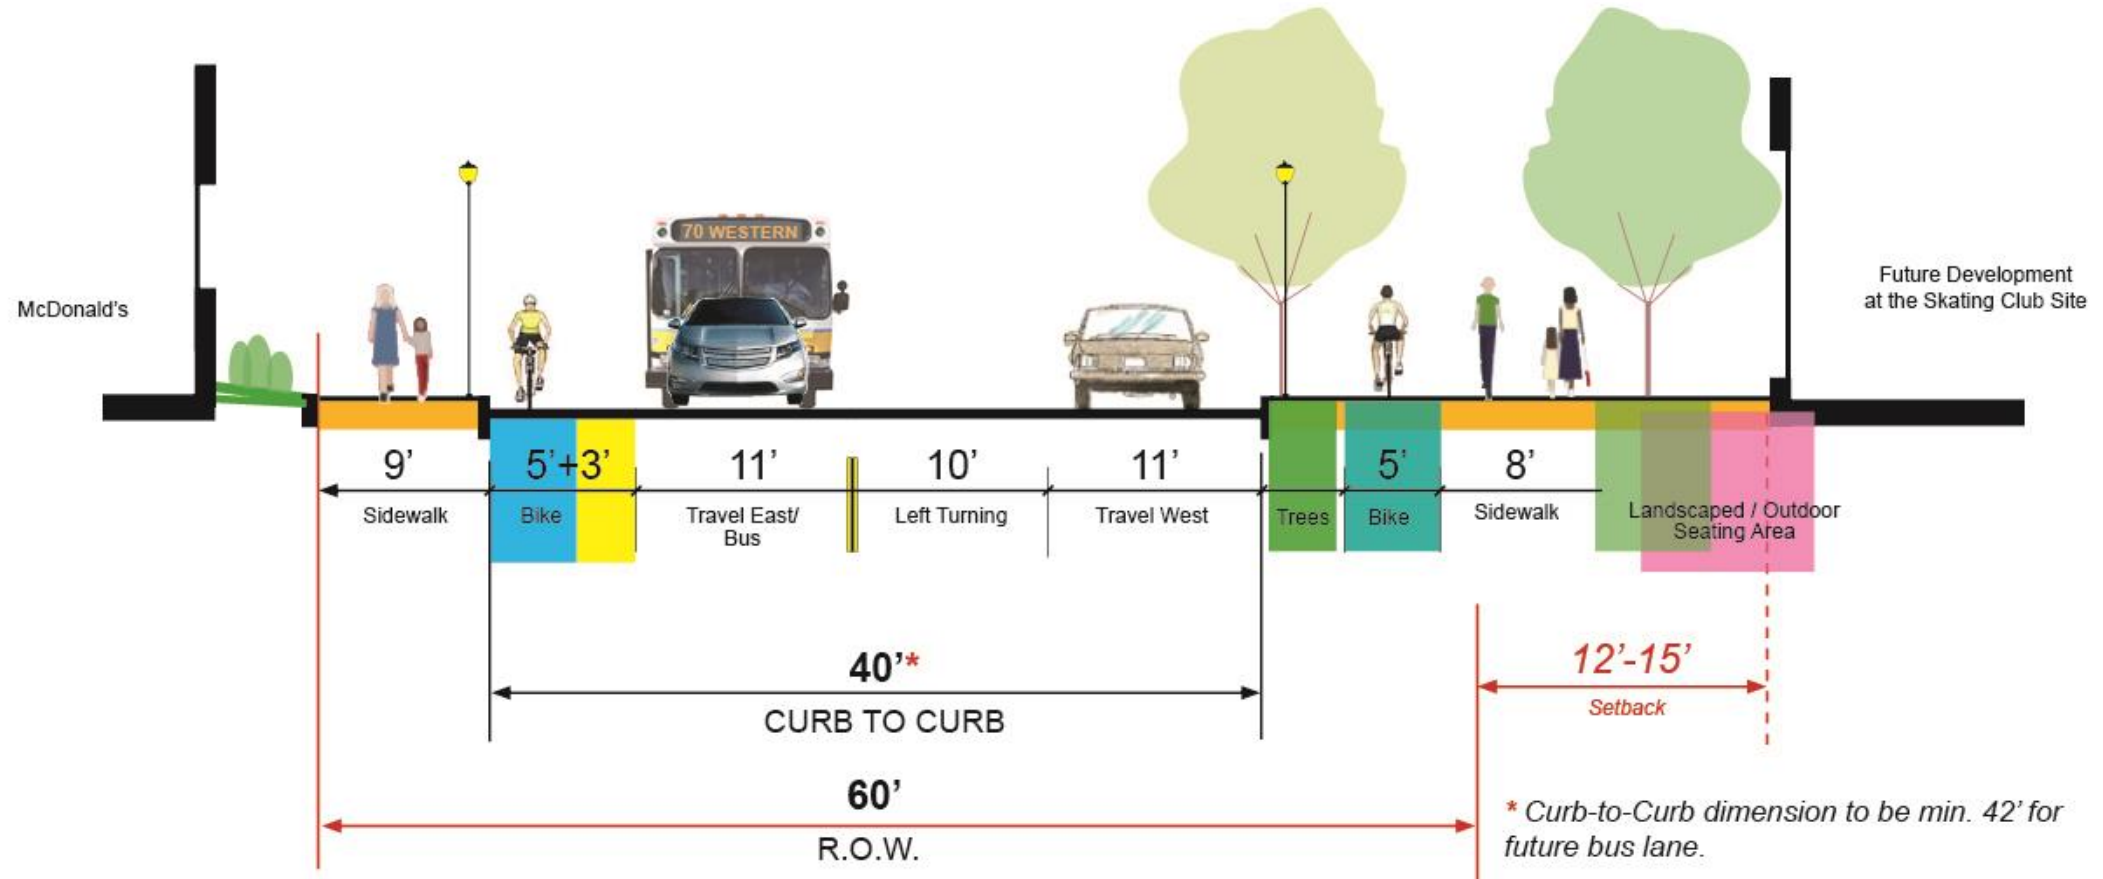 70 WESTERN
McDonald's
Future Development
at the Skating Club Site
9’
5’+3’
11’
10’
11’
5’
8’
Sidewalk
Bike
Travel East/
Bus
Left Turning
Travel West
Trees
Bike
Sidewalk
Landscaped / Outdoor
Seating Area
40’*
CURB TO CURB
12’-15’
Setback
60’
R.O.W.
* Curb-to-Curb dimension to be min. 42’ for
future bus lane.